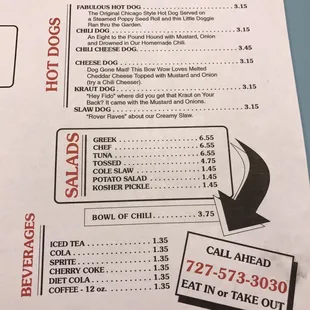 HOT DOGS
FABULOUS HOT DOG 3.15
The Original Chicago Style Hot Dog Served on
a Steamed Poppy Seed Roll and this Little Doggie
Ran thru the Garden.
CHILI DOG 3.15
An Eight to the Pound Hound with Mustard, Onion
and Drowned in Our Homemade Chili.
CHILI CHEESE DOG 3.45
CHEESE DOG 3.15
Dog Gone Mad! This Bow Wow Loves Melted
Cheddar Cheese Topped with Mustard and Onion
(try a Chili Cheeser).
KRAUT DOG 3.15
"Hey Fido" where did you get that Kraut on Your
Back? It came with the Mustard and Onions.
SLAW DOG 3.15
"Rover Raves" about our Creamy Slaw.
SALADS
GREEK 6.55
CHEF 6.55
TUNA 6.55
TOSSED 4.75
COLE SLAW 1.45
POTATO SALAD 1.45
KOSHER PICKLE 1.45
BOWL OF CHILI 3.75
BEVERAGES
ICED TEA 1.35
COLA 1.35
SPRITE 1.35
CHERRY COKE 1.35
DIET COLA 1.35
COFFEE - 12 oz. 1.35
CALL AHEAD
727-573-3030
EAT IN or TAKE OUT